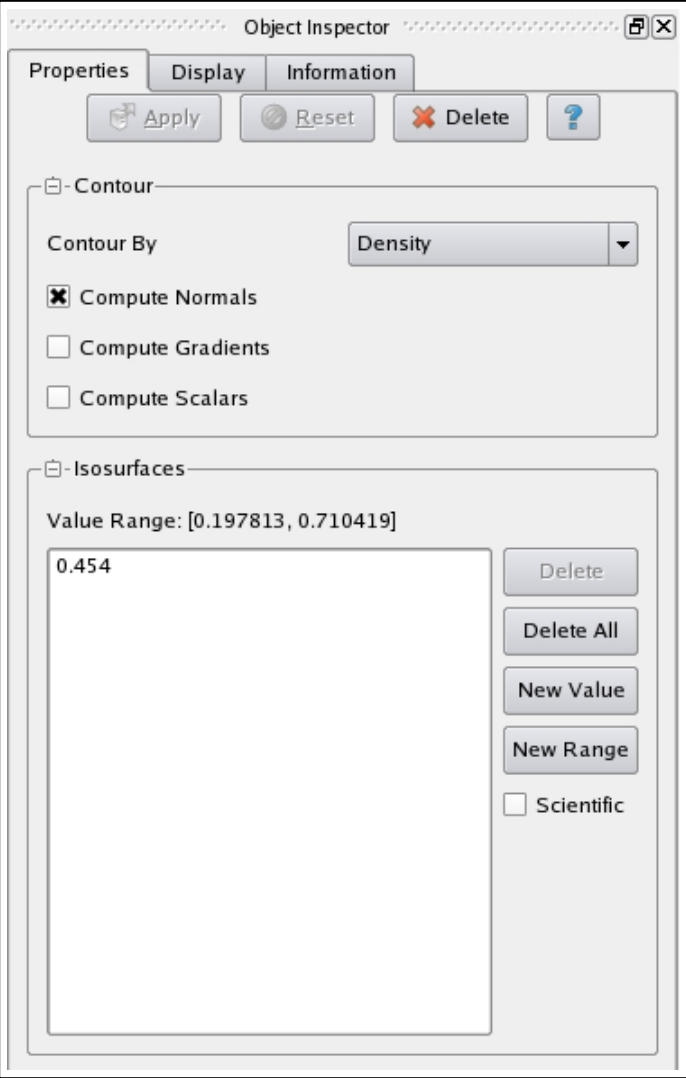 Object Inspector
Properties Display Information
Apply Reset Delete ?
Contour
Contour By Density
Compute Normals
Compute Gradients
Compute Scalars
Isosurfaces
Value Range: [0.197813, 0.710419]
0.454
Delete
Delete All
New Value
New Range
Scientific